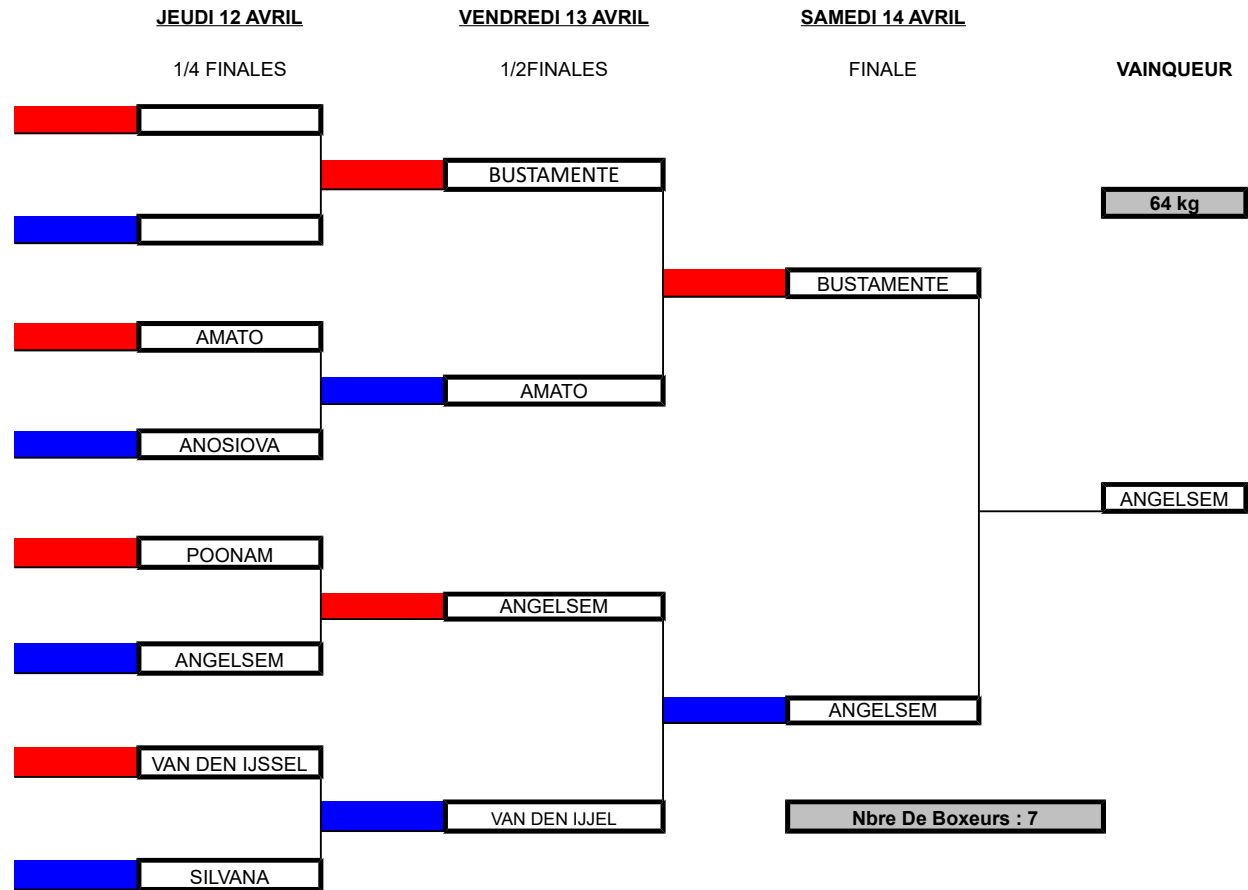 JEUDI 12 AVRIL
VENDREDI 13 AVRIL
SAMEDI 14 AVRIL
1/4 FINALES
1/2FINALES
FINALE
VAINQUEUR
BUSTAMENTE
64 kg
BUSTAMENTE
AMATO
AMATO
ANOSIOVA
ANGELSEM
POONAM
ANGELSEM
ANGELSEM
ANGELSEM
VAN DEN IJSSEL
VAN DEN IJJEL
Nbre De Boxeurs : 7
SILVANA